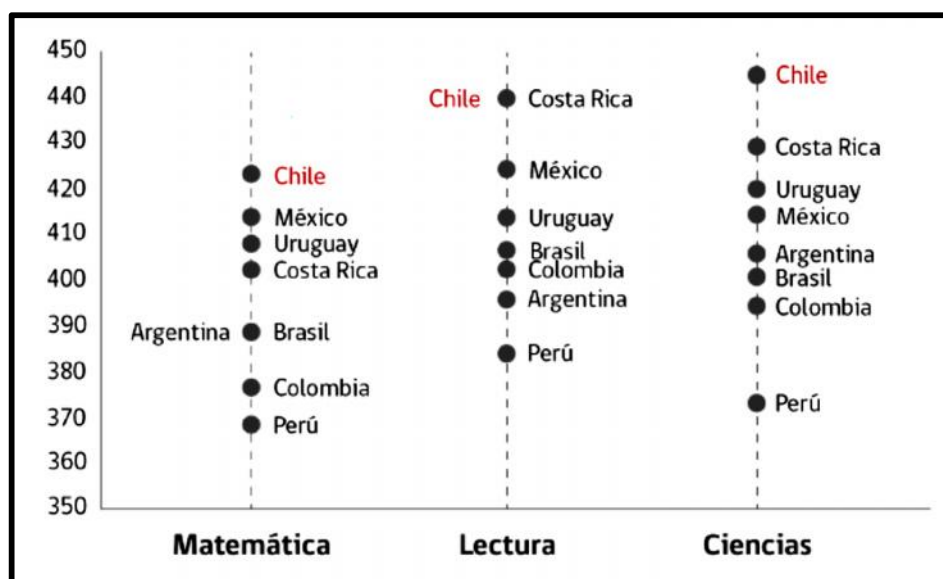 450
440
430
420
410
400
390
380
370
360
350
Chile
México
Uruguay
Costa Rica
Argentina Brasil
Colombia
Perú
Chile Costa Rica
México
Uruguay
Brasil
Colombia
Argentina
Perú
Chile
Costa Rica
Uruguay
México
Argentina
Brasil
Colombia
Perú
Matemática Lectura Ciencias